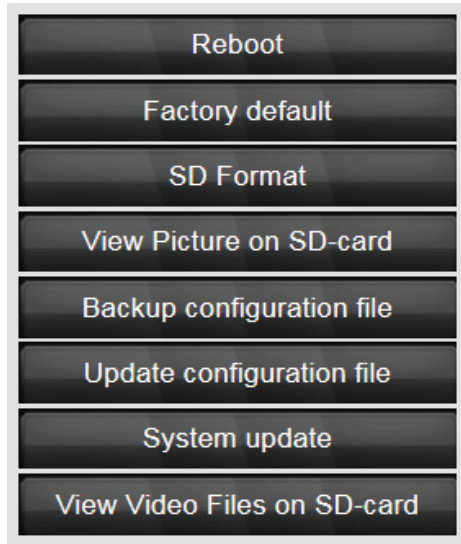 Reboot
Factory default
SD Format
View Picture on SD-card
Backup configuration file
Update configuration file
System update
View Video Files on SD-card